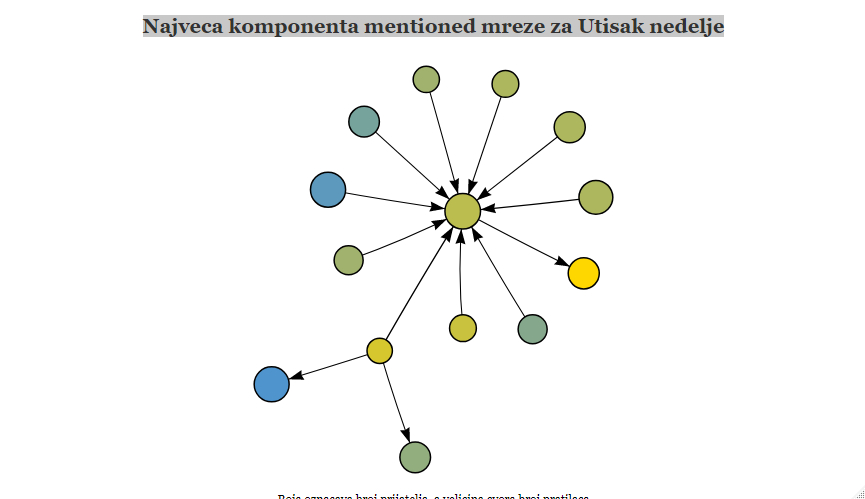 Najveca komponenta mentioned mreze za Utisak nedelje
Boja oznacava broj prijatelja, a velicina cvora broj pratilaca